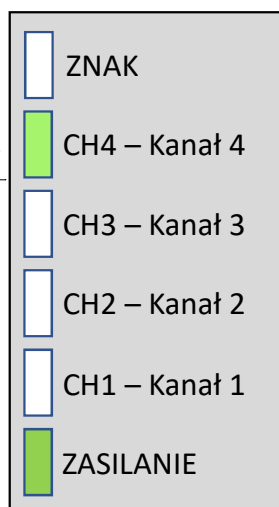 ZNAK
CH4 – Kanał 4
CH3 – Kanał 3
CH2 – Kanał 2
CH1 – Kanał 1
ZASILANIE